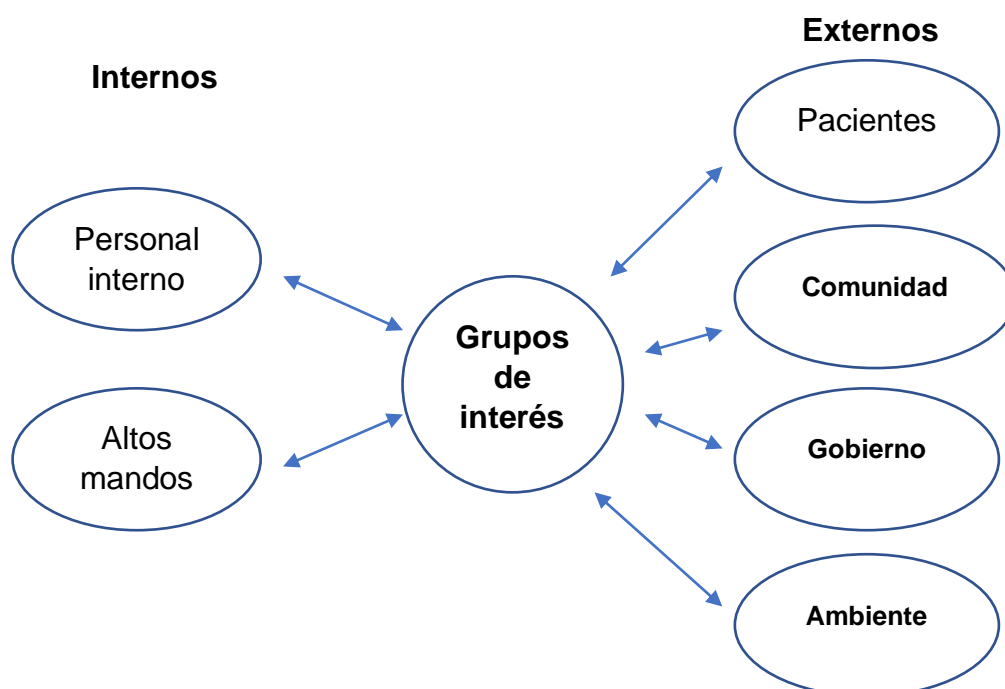 Internos
Personal
interno
Altos
mandos
Grupos
de
interés
Externos
Pacientes
Comunidad
Gobierno
Ambiente